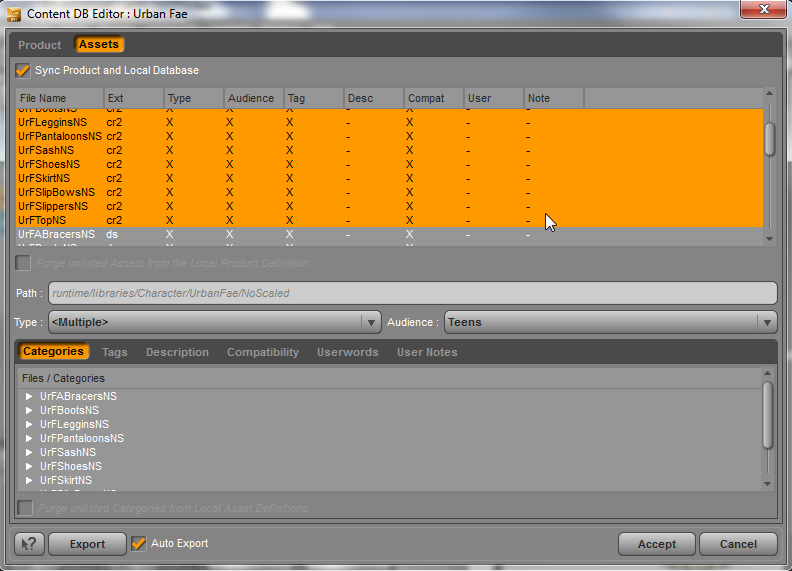 Content DB Editor : Urban Fae
Product Assets
Sync Product and Local Database
File Name Ext Type Audience Tag Desc Compat User Note
UrFBootsNS cr2 X X X - X - -
UrFLegginsNS cr2 X X X - X - -
UrFPantaloonsNS cr2 X X X - X - -
UrFSashNS cr2 X X X - X - -
UrFShoesNS cr2 X X X - X - -
UrFSkirtNS cr2 X X X - X - -
UrFSlipBowsNS cr2 X X X - X - -
UrFSlippersNS cr2 X X X - X - -
UrFTopNS cr2 X X X - X - -
UrFABracersNS ds X X X - X - -
Purge unlisted Assets from the Local Product Definition
Path : runtime/libraries/Character/UrbanFae/NoScaled
Type : <Multiple> Audience : Teens
Categories Tags Description Compatibility Userwords User Notes
Files / Categories
UrFABracersNS
UrFBootsNS
UrFLegginsNS
UrFPantaloonsNS
UrFSashNS
UrFShoesNS
UrFSkirtNS
Purge unlisted Categories from Local Asset Definitions
? Export Auto Export Accept Cancel